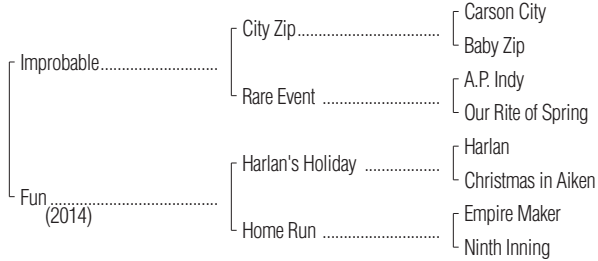 Carson City
City Zip..............................
Baby Zip
Improbable.........................
A.P. Indy
Rare Event .........................
Our Rite of Spring
Harlan
Harlan's Holiday ................
Christmas in Aiken
Fun ....................................
(2014)
Empire Maker
Home Run .........................
Ninth Inning